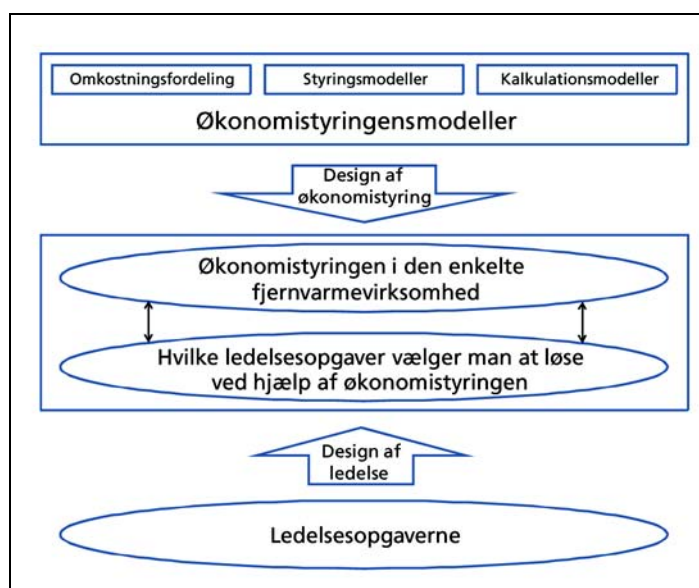 Omkostningsfordeling Styringsmodeller Kalkulationsmodeller
Økonomistyringensmodeller
Design af
økonomistyring
Økonomistyringen i den enkelte
fjernvarmevirksomhed
Hvilke ledelsesopgaver vælger man at løse
ved hjælp af økonomistyringen
Design af
ledelse
Ledelsesopgaverne